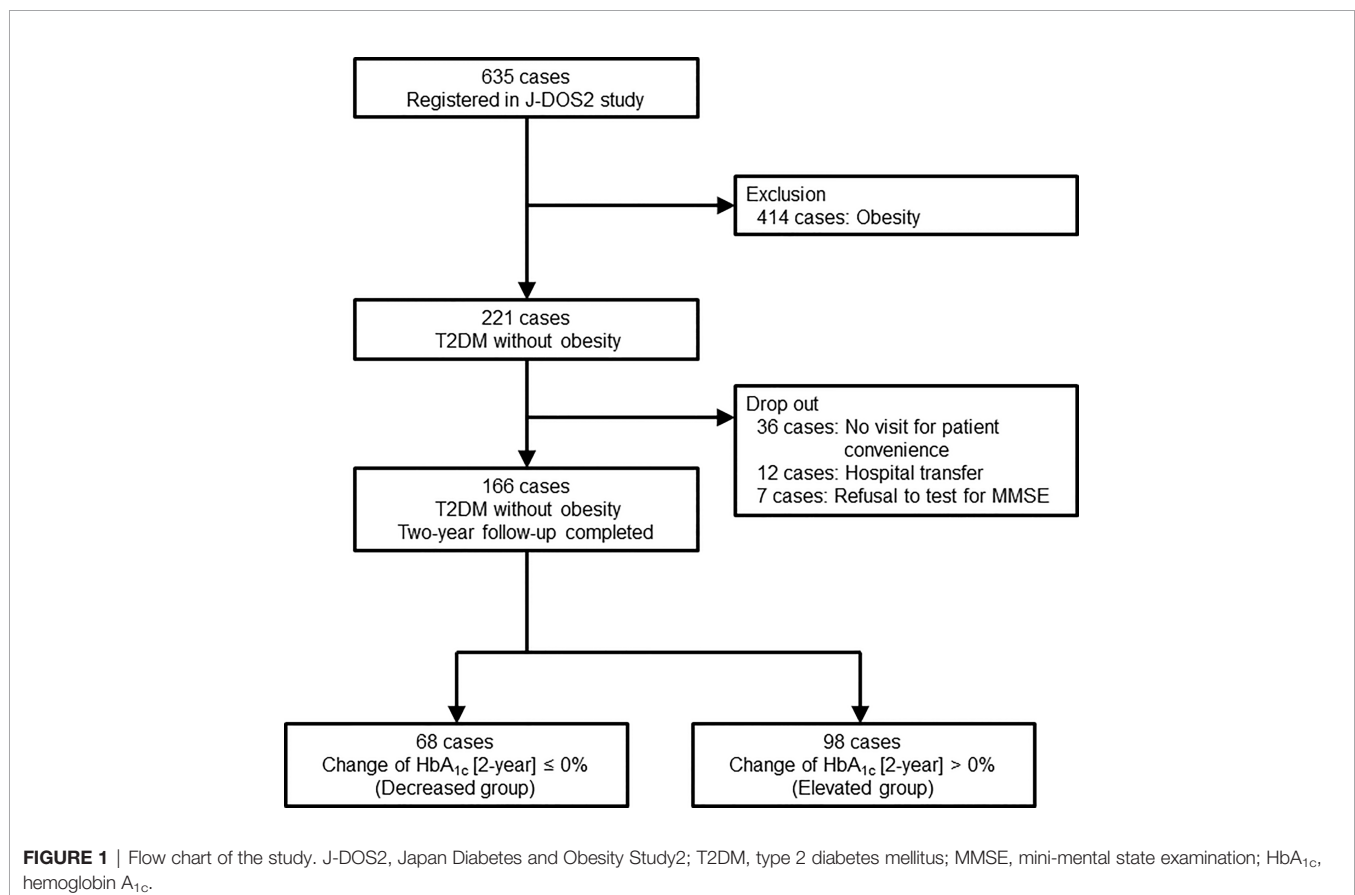 635 cases
Registered in J-DOS2 study
Exclusion
414 cases: Obesity
221 cases
T2DM without obesity
Drop out
36 cases: No visit for patient
convenience
12 cases: Hospital transfer
7 cases: Refusal to test for MMSE
166 cases
T2DM without obesity
Two-year follow-up completed
68 cases
Change of HbA1c [2-year] ≤ 0%
(Decreased group)
98 cases
Change of HbA1c [2-year] > 0%
(Elevated group)
FIGURE 1 | Flow chart of the study. J-DOS2, Japan Diabetes and Obesity Study2; T2DM, type 2 diabetes mellitus; MMSE, mini-mental state examination; HbA1c,
hemoglobin A1c.